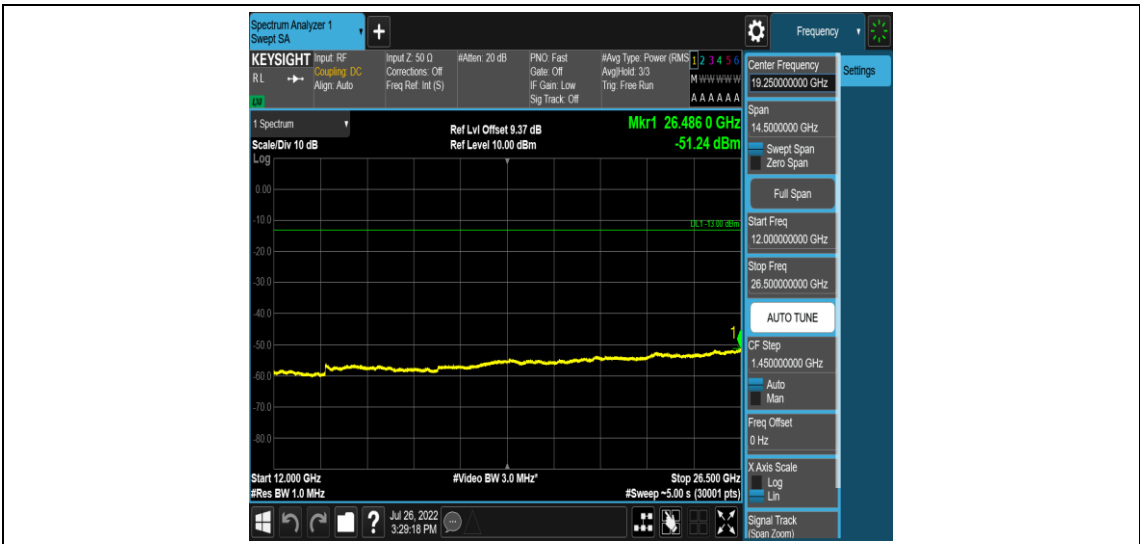 Spectrum Analyzer 1
Swept SA
Frequency
KEYSIGHT
RL
LNI
Input: RF
Coupling: DC
Align: Auto
Input Z: 50 Ω
Corrections: Off
Freq Ref: Int (S)
#Atten: 20 dB
PNO: Fast
Gate: Off
IF Gain: Low
Sig Track: Off
#Avg Type: Power (RMS
Avg|Hold: 3/3
Trig: Free Run
1 2 3 4 5 6
M W W W W W
A A A A A A
1 Spectrum
Scale/Div 10 dB
Ref Lvl Offset 9.37 dB
Ref Level 10.00 dBm
Mkr1 26.486 0 GHz
-51.24 dBm
Log
0.00
-10.0
DL1 -13.00 dBm
-20.0
-30.0
-40.0
1
-50.0
-60.0
-70.0
-80.0
Start 12.000 GHz
#Res BW 1.0 MHz
#Video BW 3.0 MHz*
Stop 26.500 GHz
#Sweep ~5.00 s (30001 pts)
?
Jul 26, 2022
3:29:18 PM
Center Frequency
19.250000000 GHz
Settings
Span
14.5000000 GHz
Swept Span
Zero Span
Full Span
Start Freq
12.000000000 GHz
Stop Freq
26.500000000 GHz
AUTO TUNE
CF Step
1.450000000 GHz
Auto
Man
Freq Offset
0 Hz
X Axis Scale
Log
Lin
Signal Track
(Span Zoom)